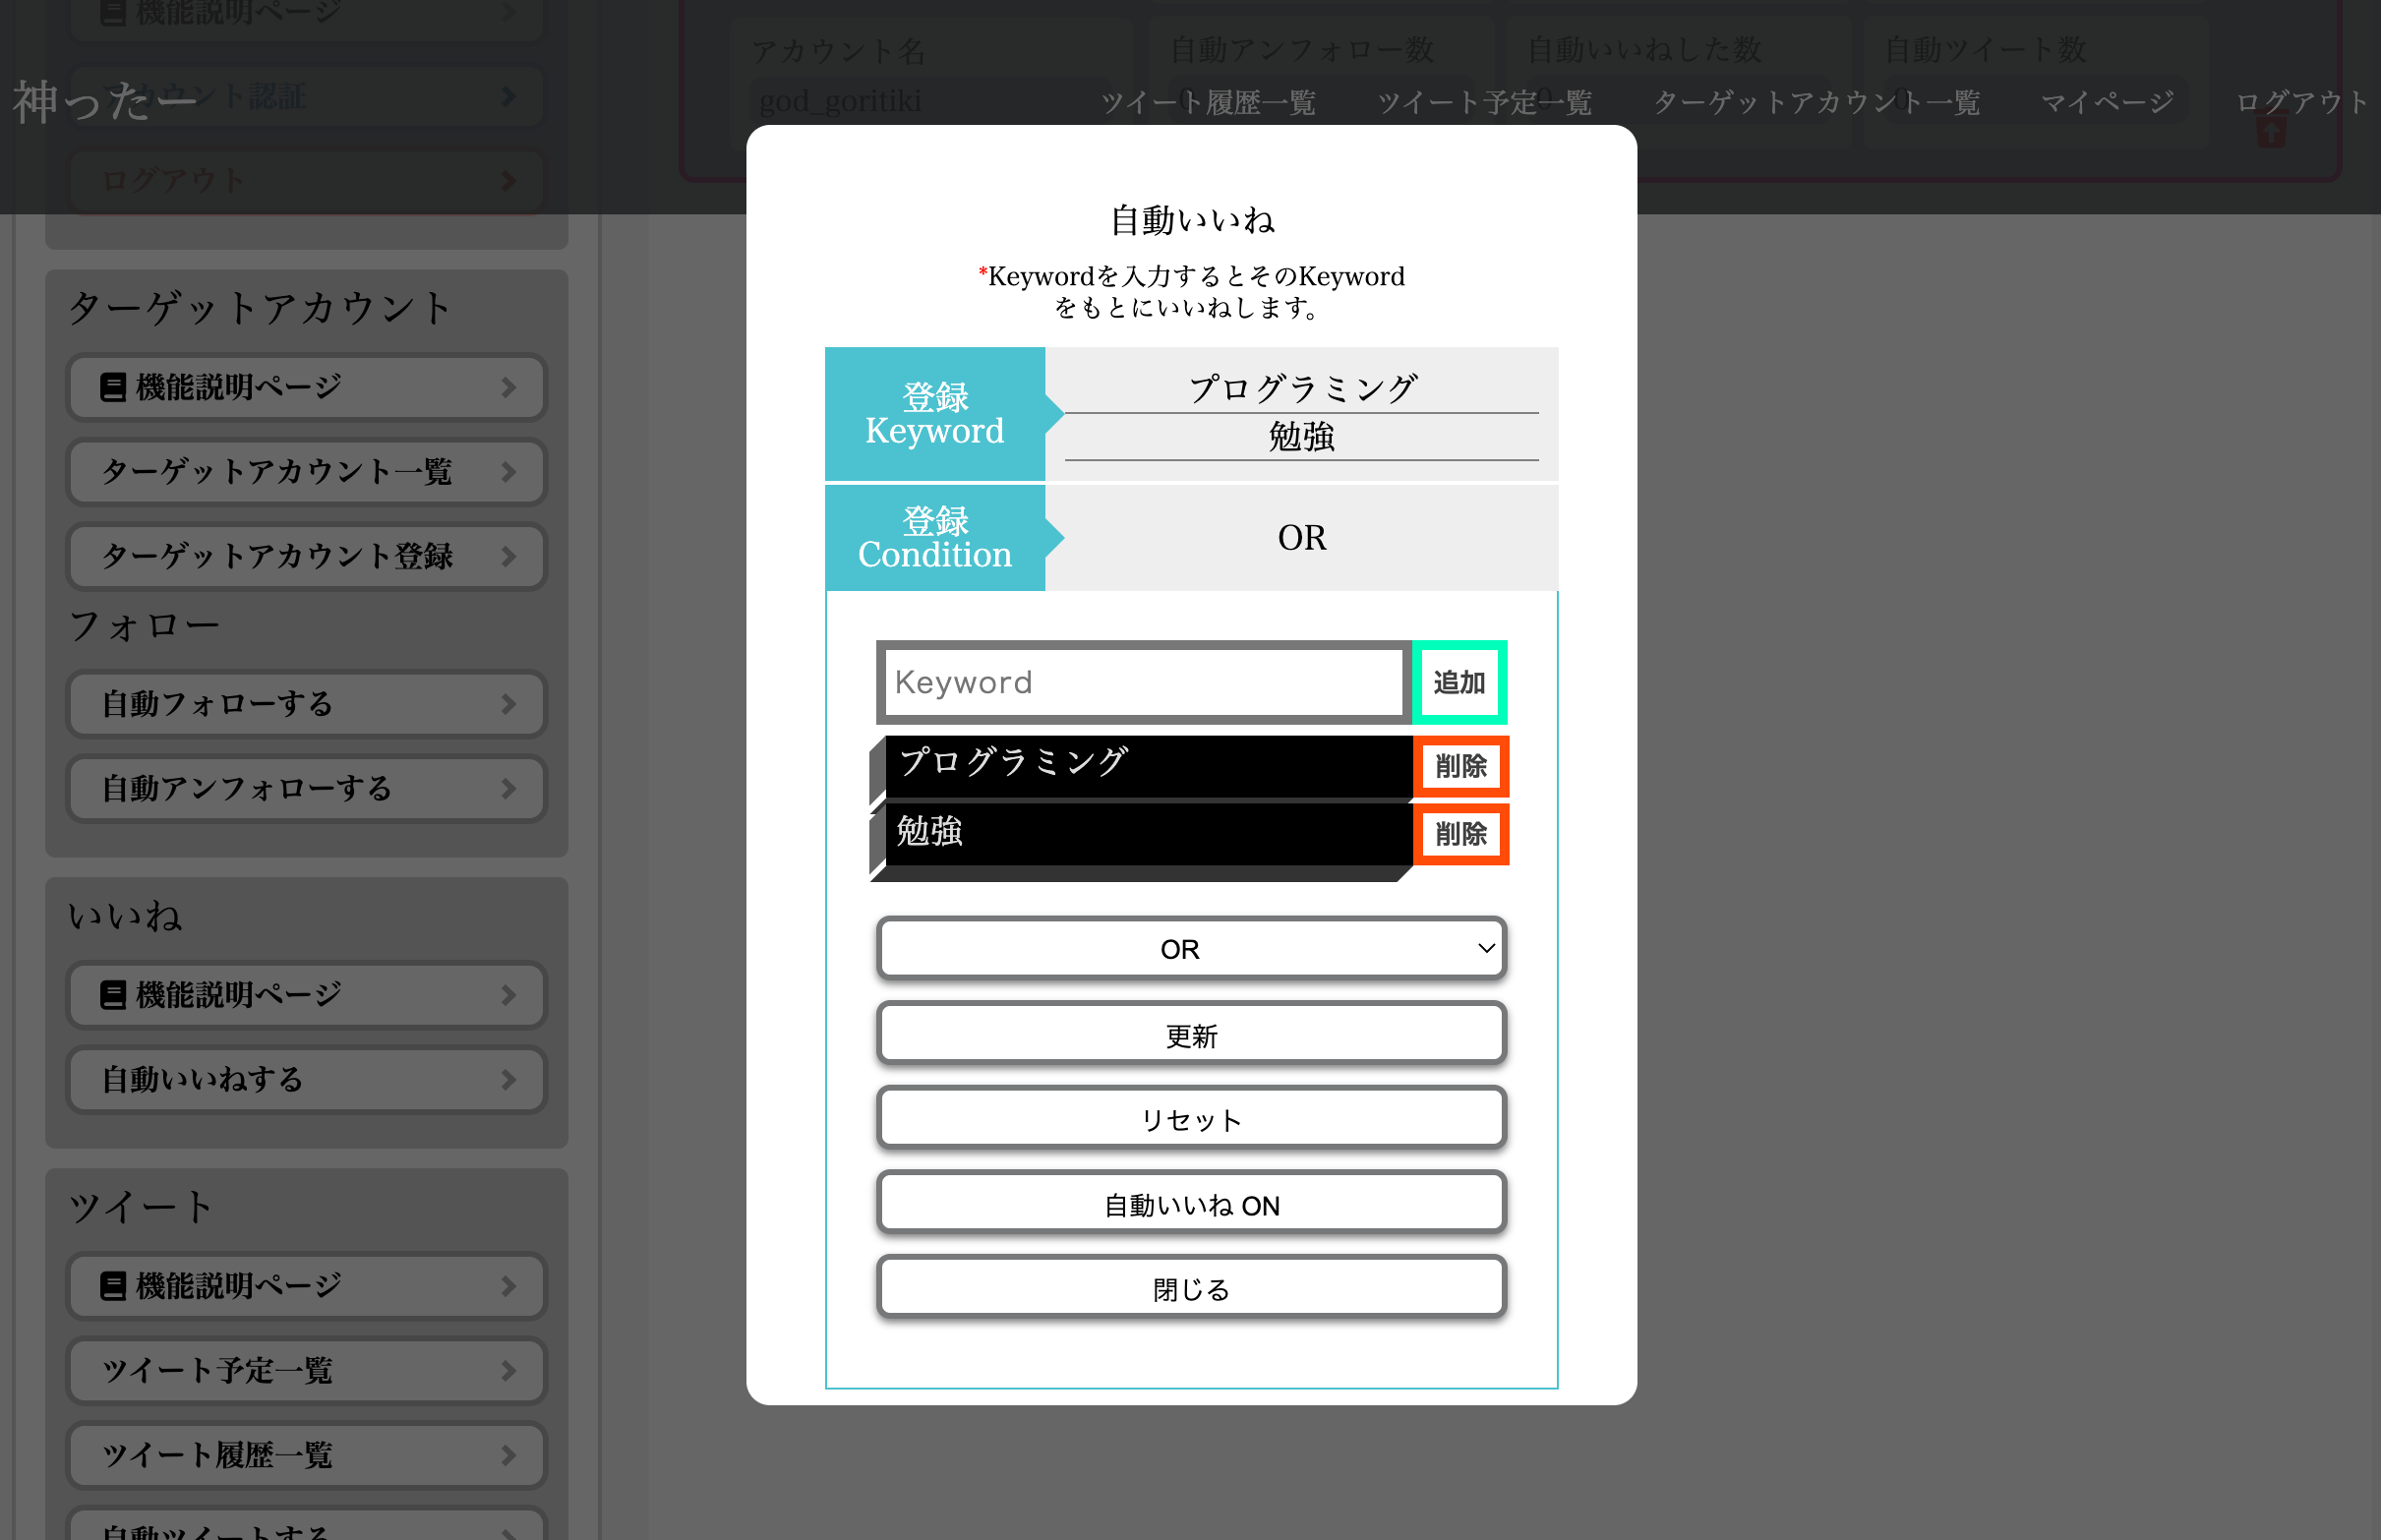 機能説明ページ
アカウント認証
ログアウト
神ったー
アカウント名
god_goritiki
自動アンフォロー数
0
自動いいねした数
0
自動ツイート数
0
ツイート履歴一覧
ツイート予定一覧
ターゲットアカウント一覧
マイページ
ログアウト
ターゲットアカウント
機能説明ページ
ターゲットアカウント一覧
ターゲットアカウント登録
フォロー
自動フォローする
自動アンフォローする
いいね
機能説明ページ
自動いいねする
ツイート
機能説明ページ
ツイート予定一覧
ツイート履歴一覧
自動ツイートする
自動いいね
*Keywordを入力するとそのKeyword
をもとにいいねします。
登録
Keyword
プログラミング
勉強
登録
Condition
OR
Keyword
追加
プログラミング
削除
勉強
削除
OR
更新
リセット
自動いいね ON
閉じる